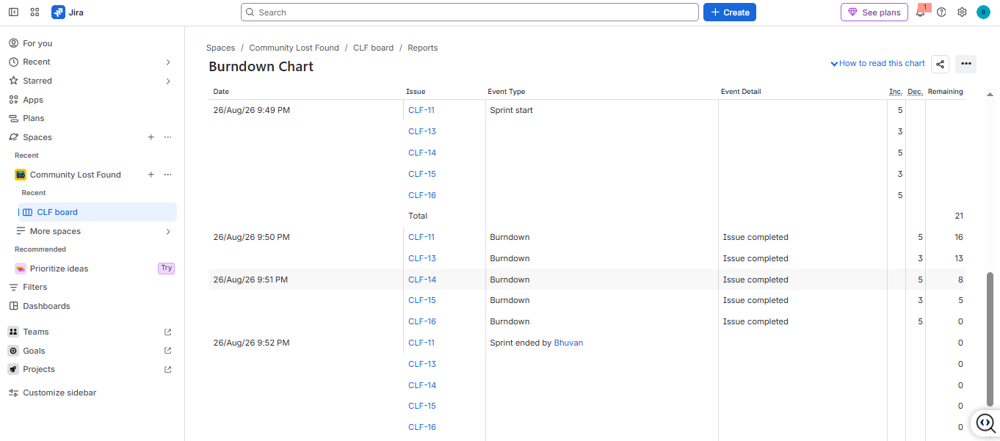 Jira
Search
Create
See plans
1
B
For you
Recent
Starred
Apps
Plans
Spaces
Recent
Community Lost Found
Recent
CLF board
More spaces
Recommended
Prioritize ideas Try
Filters
Dashboards
Teams
Goals
Projects
Customize sidebar
Spaces / Community Lost Found / CLF board / Reports
Burndown Chart
How to read this chart
Date Issue Event Type Event Detail Inc. Dec. Remaining
26/Aug/26 9:49 PM CLF-11 Sprint start 5
CLF-13 3
CLF-14 5
CLF-15 3
CLF-16 5
Total 21
26/Aug/26 9:50 PM CLF-11 Burndown Issue completed 5 16
CLF-13 Burndown Issue completed 3 13
26/Aug/26 9:51 PM CLF-14 Burndown Issue completed 5 8
CLF-15 Burndown Issue completed 3 5
CLF-16 Burndown Issue completed 5 0
26/Aug/26 9:52 PM CLF-11 Sprint ended by Bhuvan 0
CLF-13 0
CLF-14 0
CLF-15 0
CLF-16 0